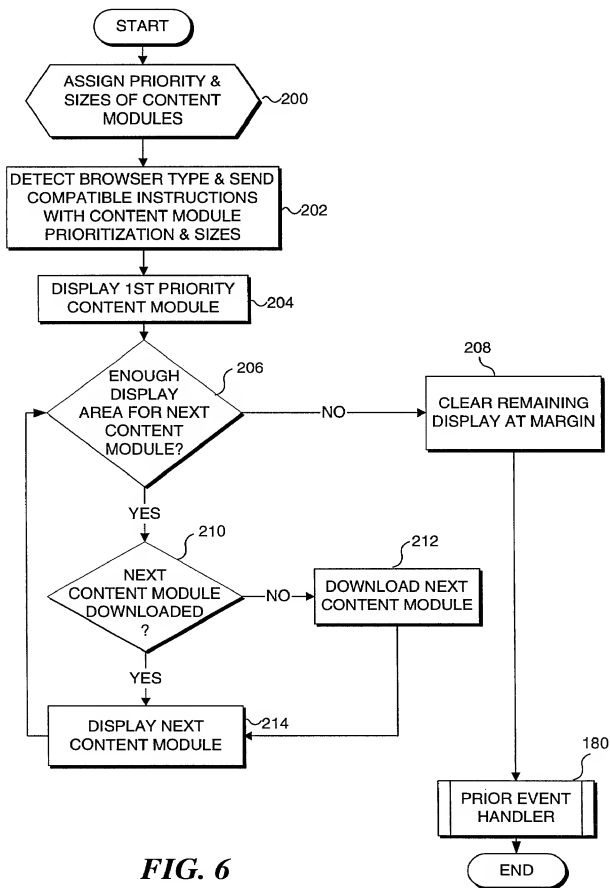 START
ASSIGN PRIORITY &
SIZES OF CONTENT
MODULES
200
DETECT BROWSER TYPE & SEND
COMPATIBLE INSTRUCTIONS
WITH CONTENT MODULE
PRIORITIZATION & SIZES
202
DISPLAY 1ST PRIORITY
CONTENT MODULE
204
ENOUGH
DISPLAY
AREA FOR NEXT
CONTENT
MODULE?
206
NO
208
CLEAR REMAINING
DISPLAY AT MARGIN
YES
210
NEXT
CONTENT MODULE
DOWNLOADED
?
NO
212
DOWNLOAD NEXT
CONTENT MODULE
YES
DISPLAY NEXT
CONTENT MODULE
214
180
PRIOR EVENT
HANDLER
END
FIG. 6